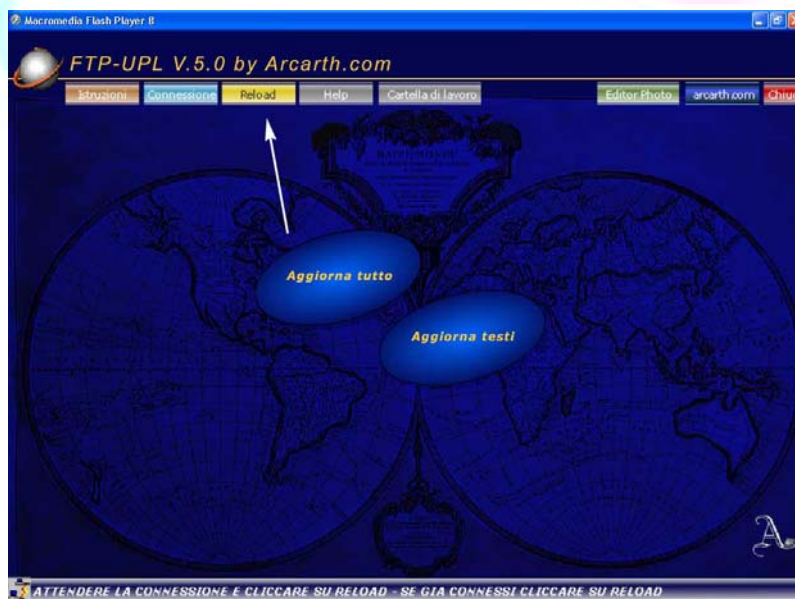 Macromedia Flash Player 8
FTP-UPL V.5.0 by Arcarth.com
Istruzioni Connessione Reload Help Cartella di lavoro Editor Photo arcarth.com
Aggiorna tutto
Aggiorna testi
A
ATTENDERE LA CONNESSIONE E CLICCARE SU RELOAD - SE GIA CONNESSI CLICCARE SU RELOAD